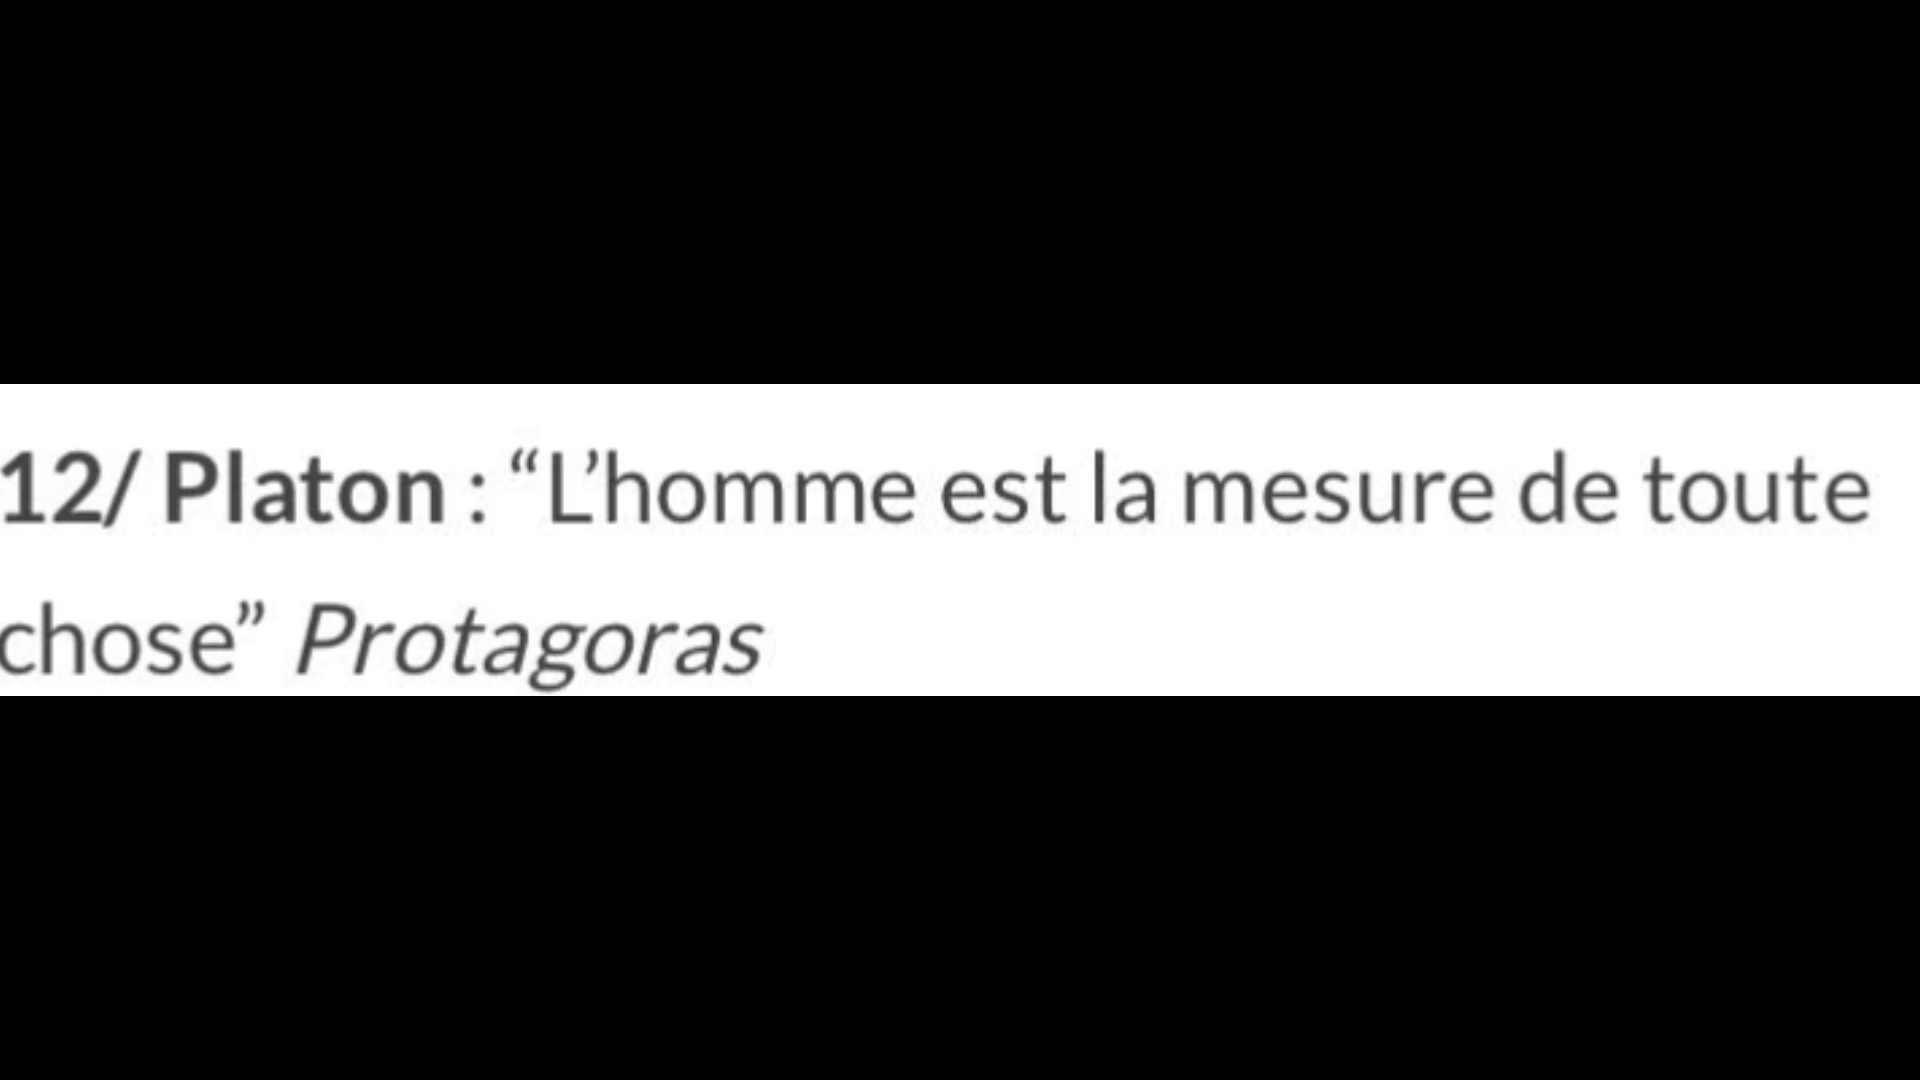 12/ Platon : “L’homme est la mesure de toute
chose” Protagoras